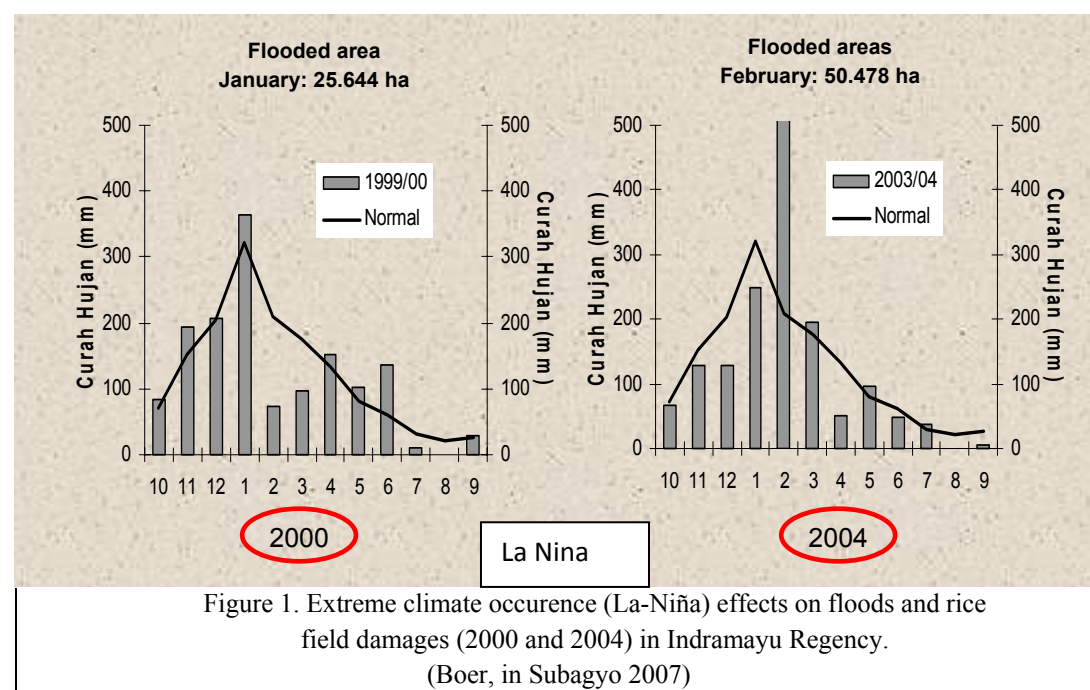 Flooded area
January: 25.644 ha
Flooded areas
February: 50.478 ha
500
400
300
200
100
0
Curah Hujan (mm)
1999/00
Normal
500
400
300
200
100
0
Curah Hujan (mm)
10 11 12 1 2 3 4 5 6 7 8 9
2000
500
400
300
200
100
0
Curah Hujan (mm)
2003/04
Normal
500
400
300
200
100
0
Curah Hujan (mm)
10 11 12 1 2 3 4 5 6 7 8 9
2004
La Nina
Figure 1. Extreme climate occurence (La-Niña) effects on floods and rice
field damages (2000 and 2004) in Indramayu Regency.
(Boer, in Subagyo 2007)